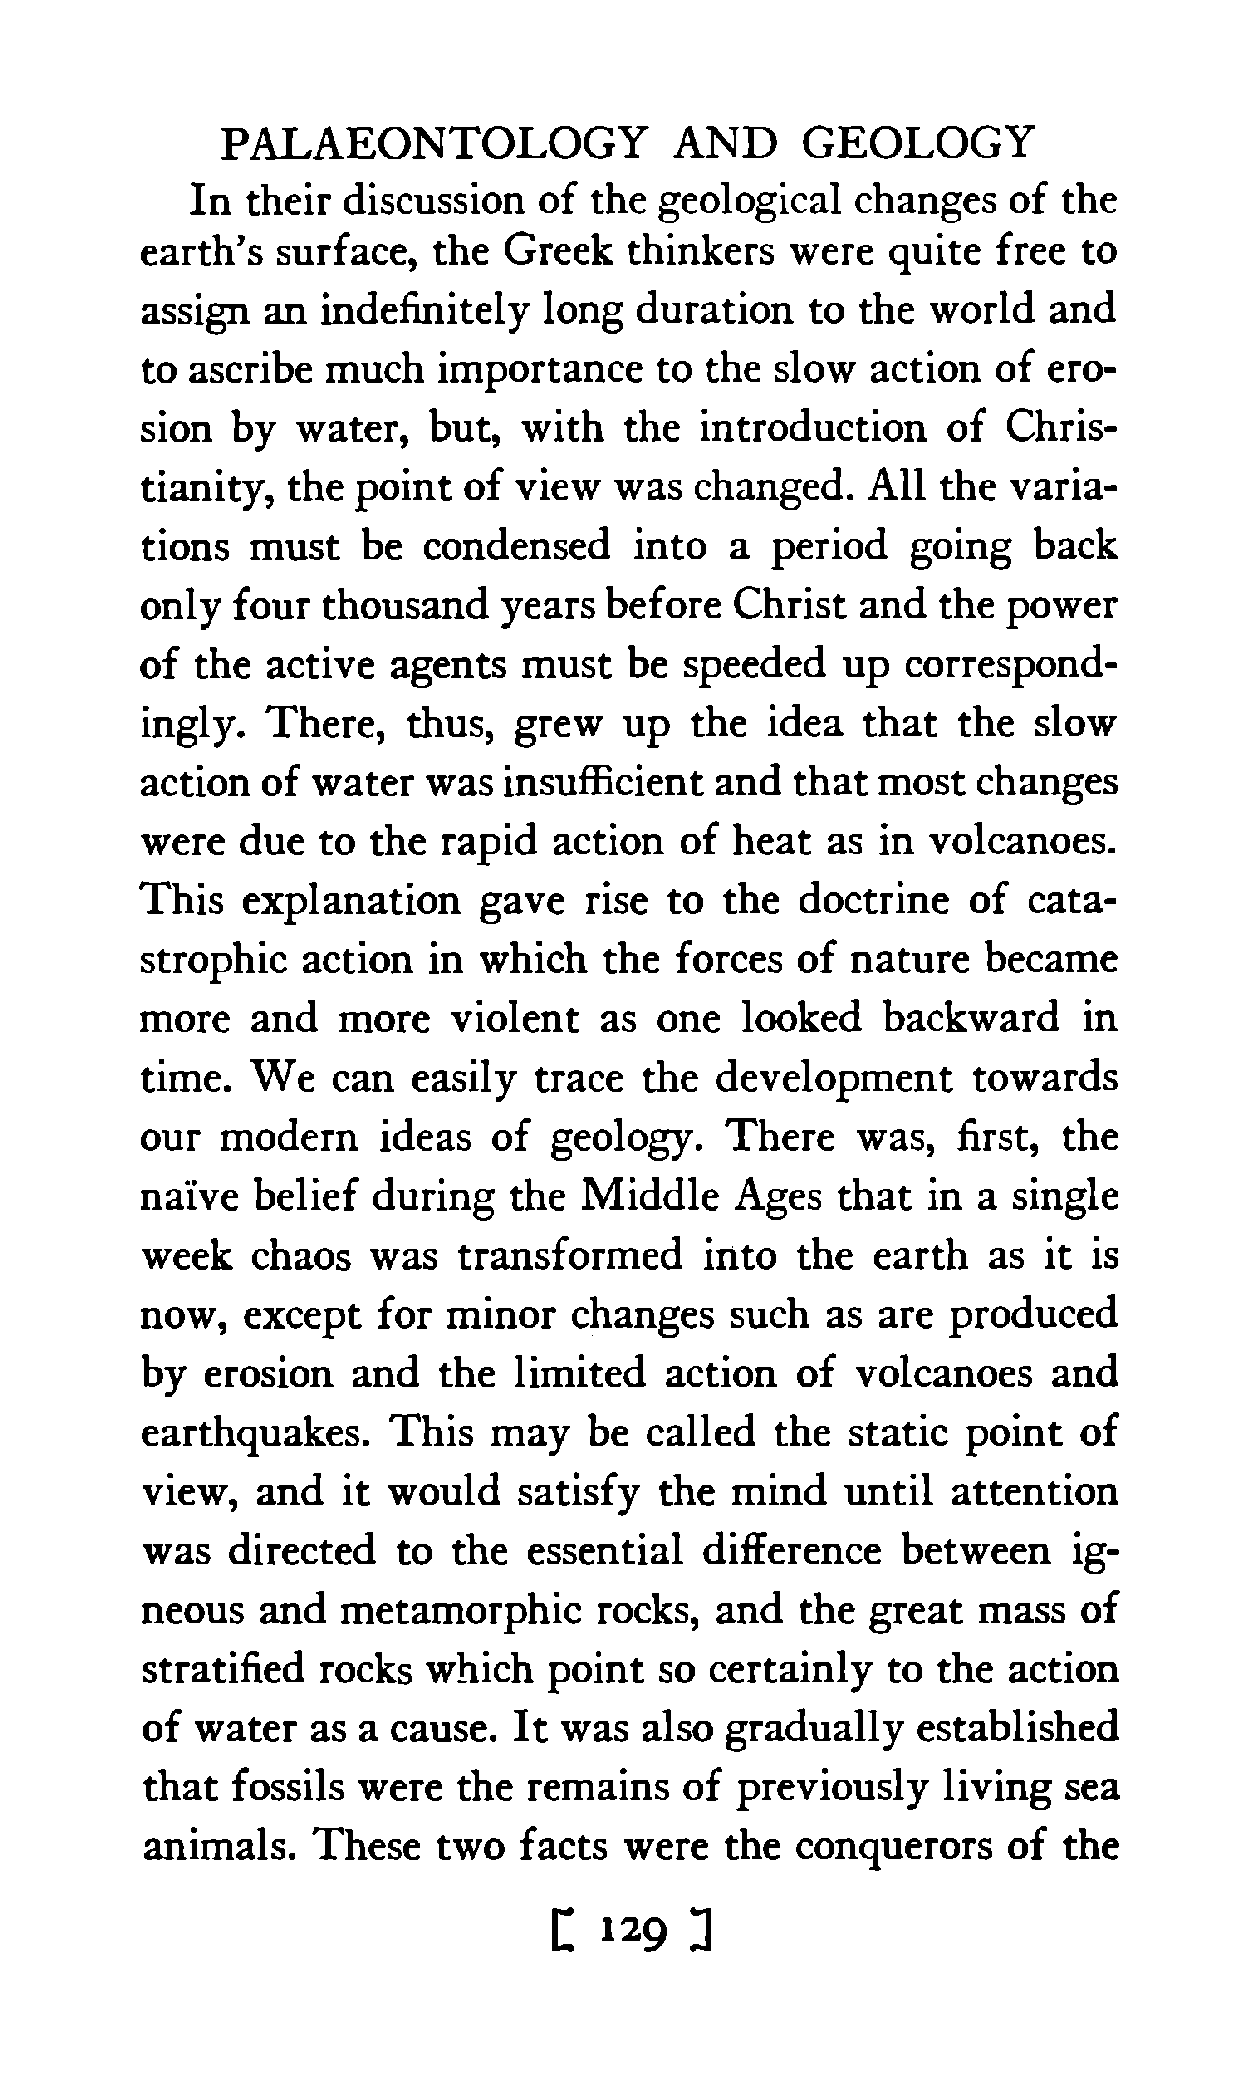 PALAEONTOLOGY AND GEOLOGY
In their discussion of the geological changes of the
earth's surface, the Greek thinkers were quite free to
assign an indefinitely long duration to the world and
to ascribe much importance to the slow action of ero-
sion by water, but, with the introduction of Chris-
tianity, the point of view was changed. All the varia-
tions must be condensed into a period going back
only four thousand years before Christ and the power
of the active agents must be speeded up correspond-
ingly. There, thus, grew up the idea that the slow
action of water was insufficient and that most changes
were due to the rapid action of heat as in volcanoes.
This explanation gave rise to the doctrine of cata-
strophic action in which the forces of nature became
more and more violent as one looked backward in
time. We can easily trace the development towards
our modern ideas of geology. There was, first, the
naïve belief during the Middle Ages that in a single
week chaos was transformed into the earth as it is
now, except for minor changes such as are produced
by erosion and the limited action of volcanoes and
earthquakes. This may be called the static point of
view, and it would satisfy the mind until attention
was directed to the essential difference between ig-
neous and metamorphic rocks, and the great mass of
stratified rocks which point so certainly to the action
of water as a cause. It was also gradually established
that fossils were the remains of previously living sea
animals. These two facts were the conquerors of the
[ 129 ]